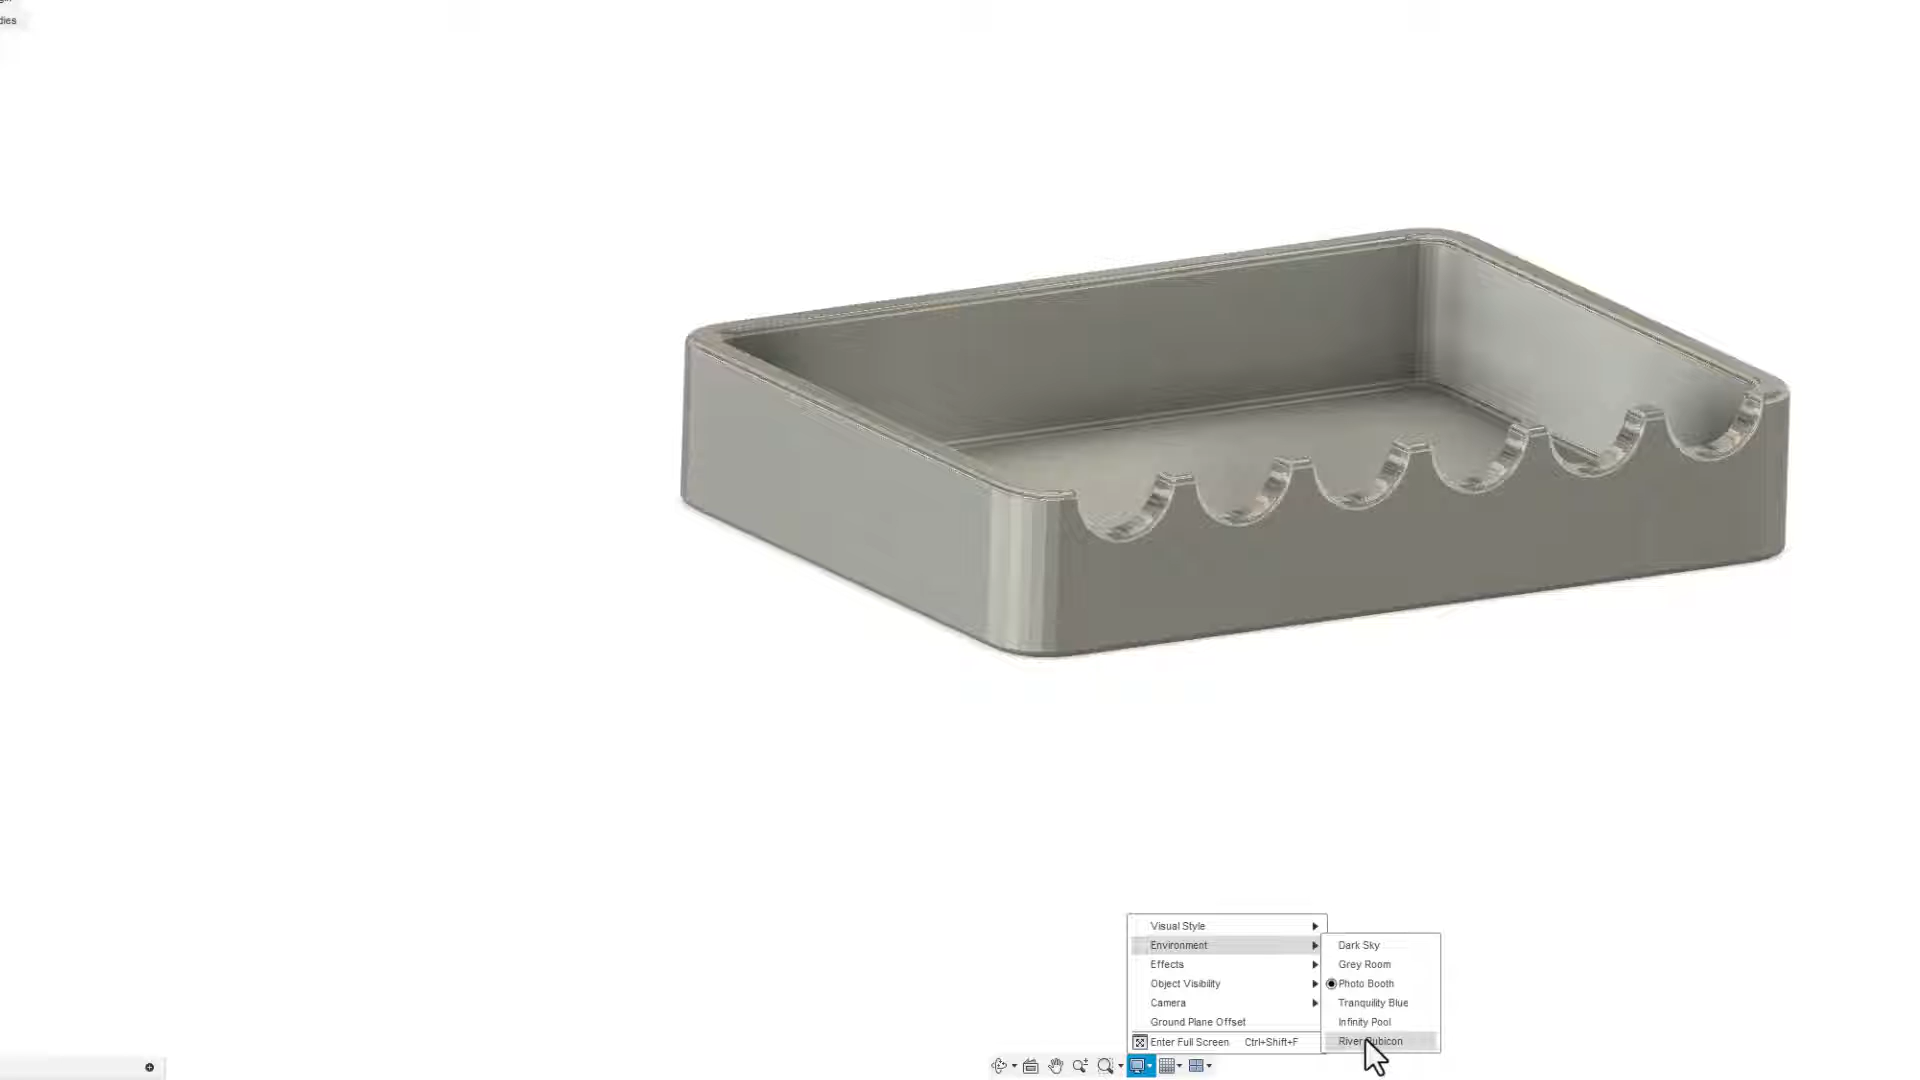 dies
Visual Style
Environment
Effects
Object Visibility
Camera
Ground Plane Offset
Enter Full Screen Ctrl+Shift+F
Dark Sky
Grey Room
Photo Booth
Tranquility Blue
Infinity Pool
River Rubicon